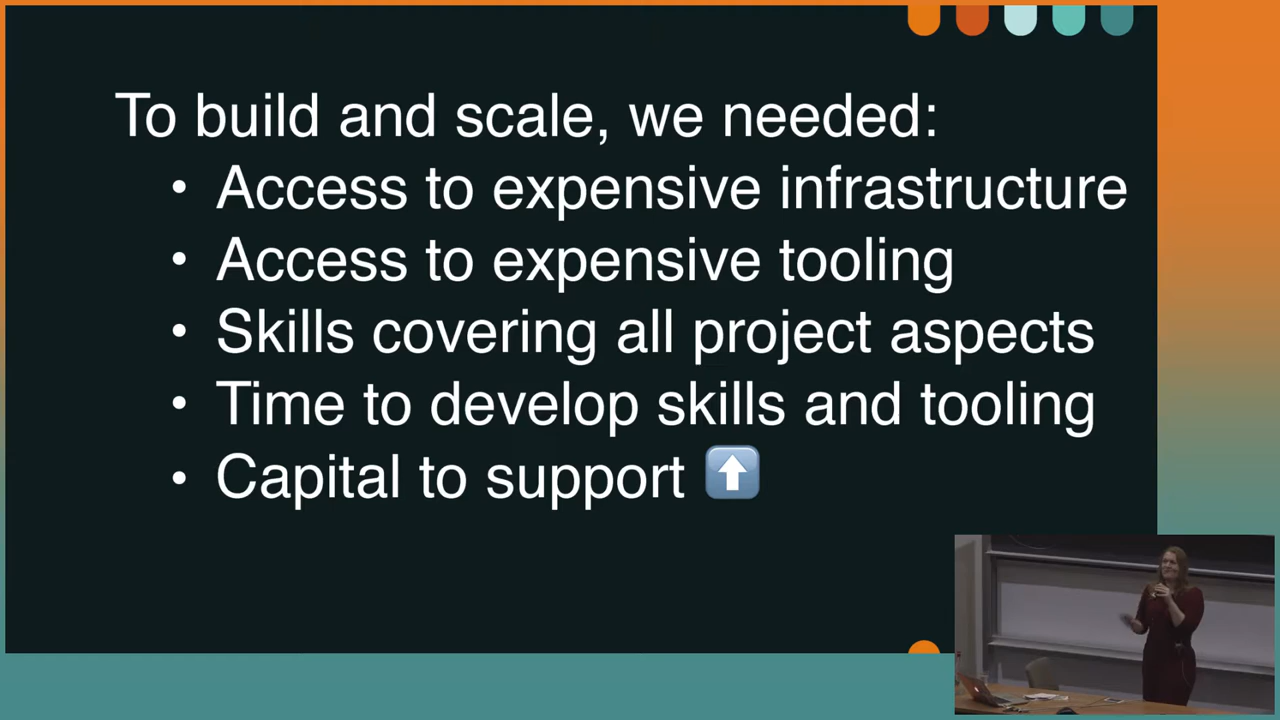 To build and scale, we needed:
• Access to expensive infrastructure
• Access to expensive tooling
• Skills covering all project aspects
• Time to develop skills and tooling
• Capital to support ⬆️